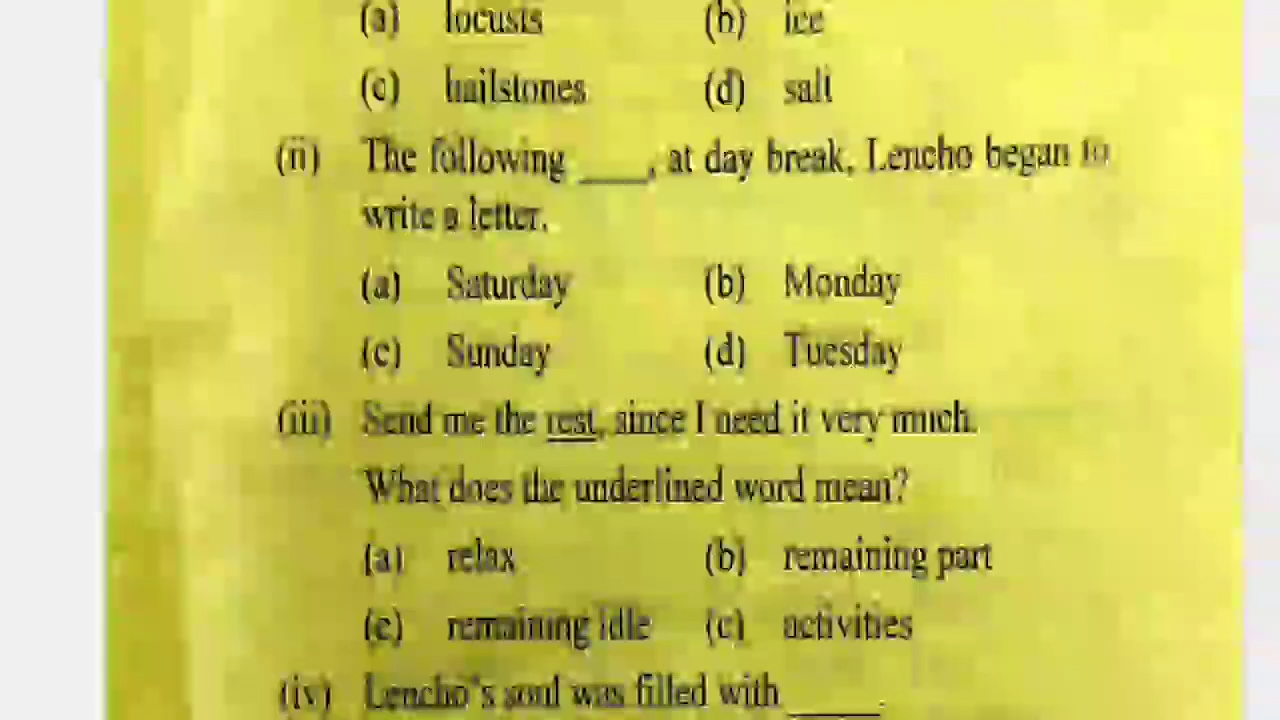 (a) locusts (b) ice
(c) hailstones (d) salt
(ii) The following ____, at day break, Lencho began to
write a letter.
(a) Saturday (b) Monday
(c) Sunday (d) Tuesday
(iii) Send me the rest, since I need it very much.
What does the underlined word mean?
(a) relax (b) remaining part
(c) remaining idle (c) activities
(iv) Lencho's soul was filled with _____.